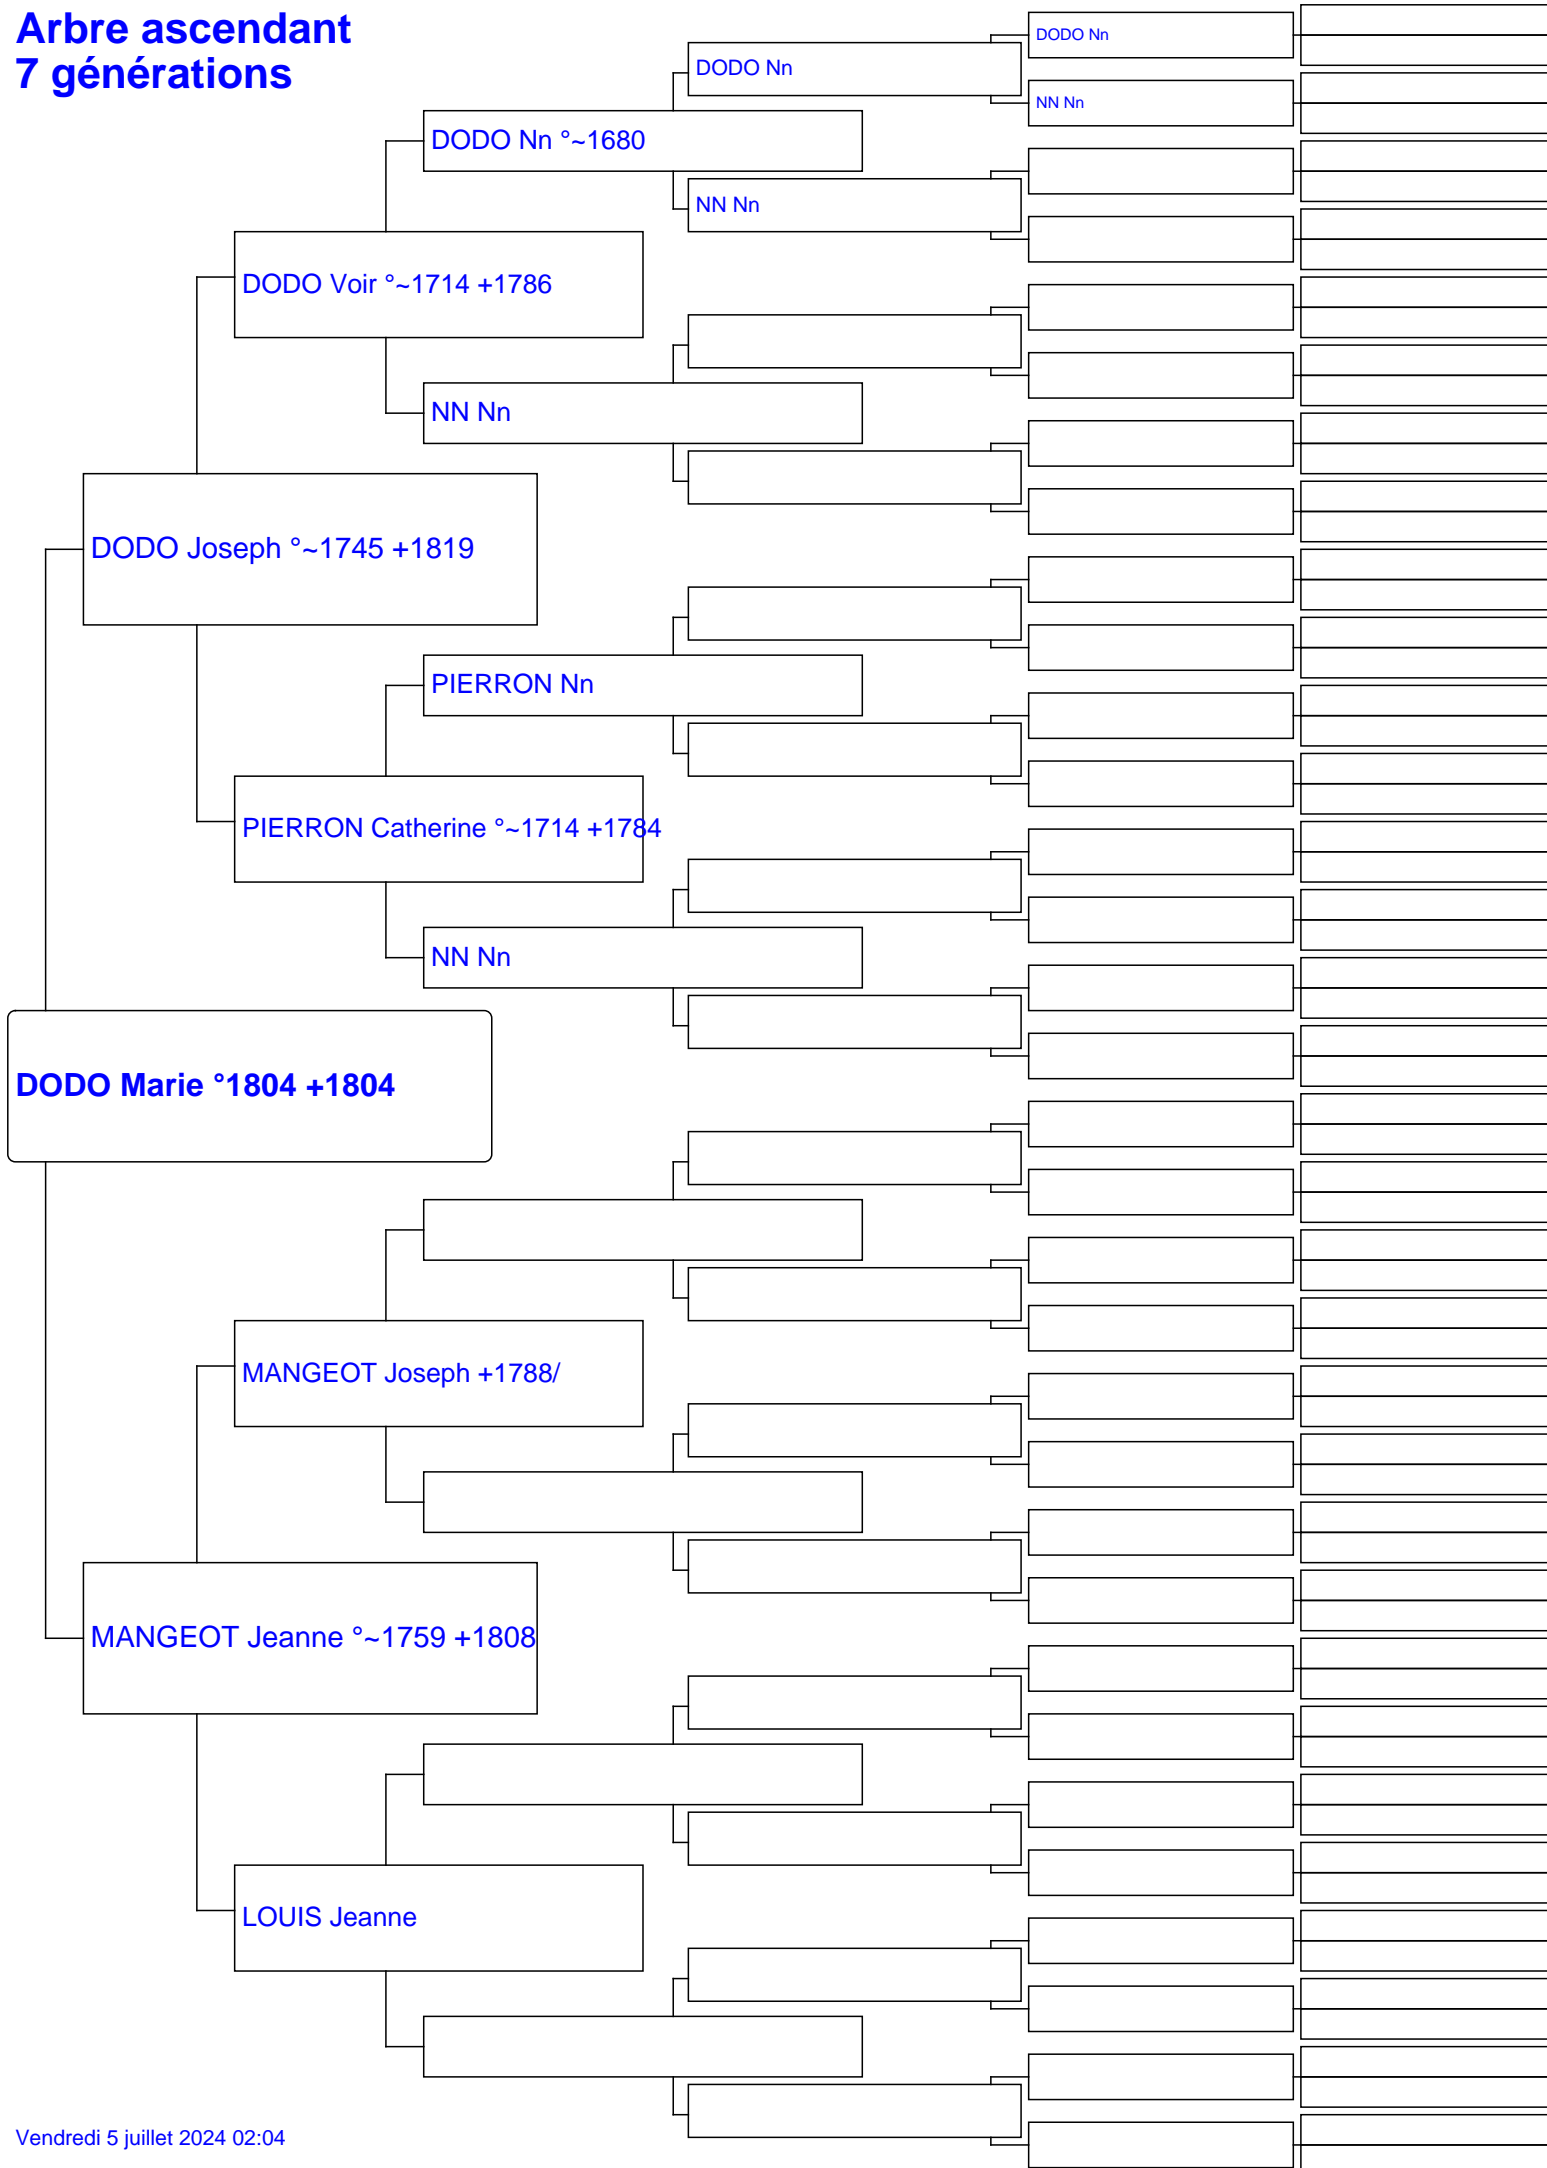 Arbre ascendant
7 générations
DODO Nn
DODO Nn
NN Nn
DODO Nn °~1680
NN Nn
DODO Voir °~1714 +1786
NN Nn
DODO Joseph °~1745 +1819
PIERRON Nn
PIERRON Catherine °~1714 +1784
NN Nn
DODO Marie °1804 +1804
MANGEOT Joseph +1788/
MANGEOT Jeanne °~1759 +1808
LOUIS Jeanne
Vendredi 5 juillet 2024 02:04